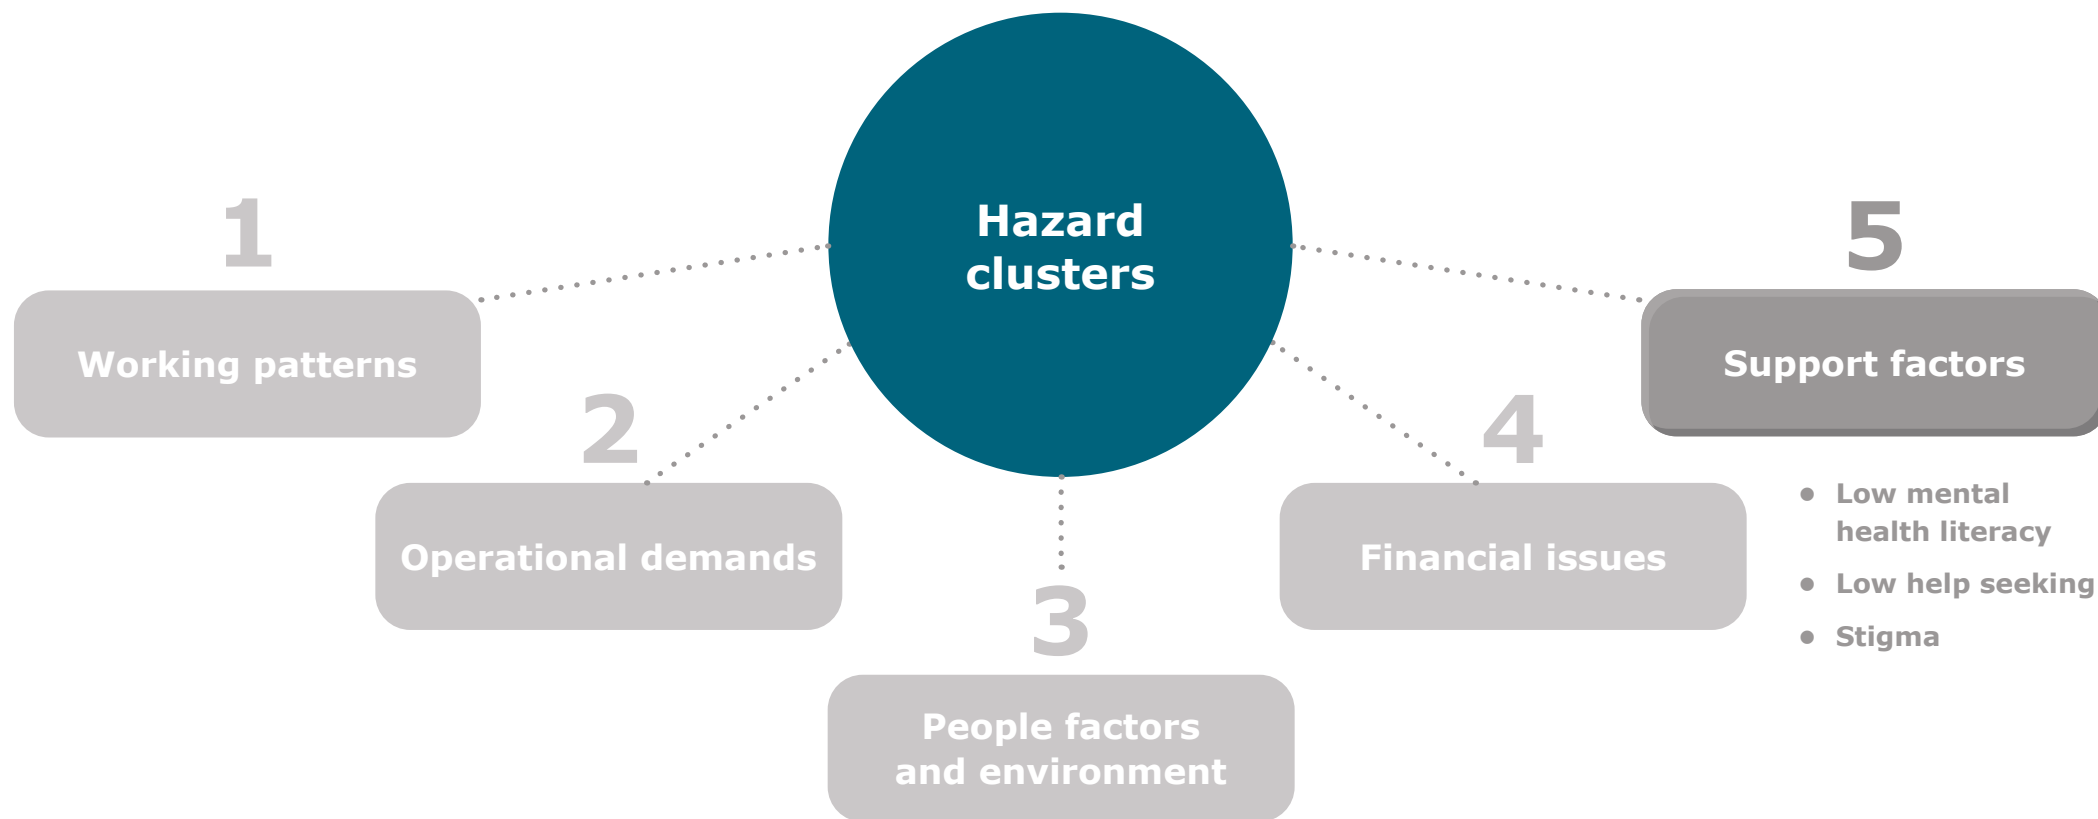 Hazard
clusters
1
Working patterns
2
Operational demands
3
People factors
and environment
4
Financial issues
5
Support factors
• Low mental
health literacy
• Low help seeking
• Stigma